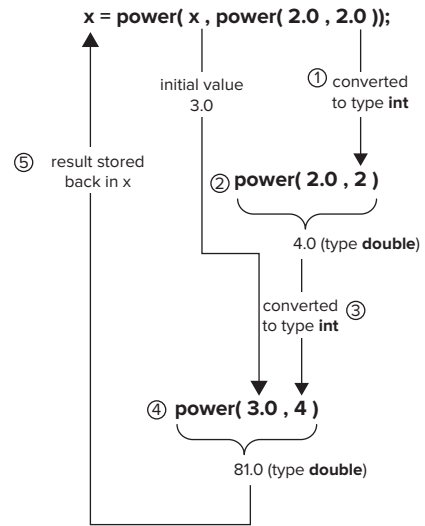 x = power( x , power( 2.0 , 2.0 ));
initial value
3.0
① converted
to type int
⑤ result stored
back in x
② power( 2.0 , 2 )
4.0 (type double)
converted ③
to type int
④ power( 3.0 , 4 )
81.0 (type double)